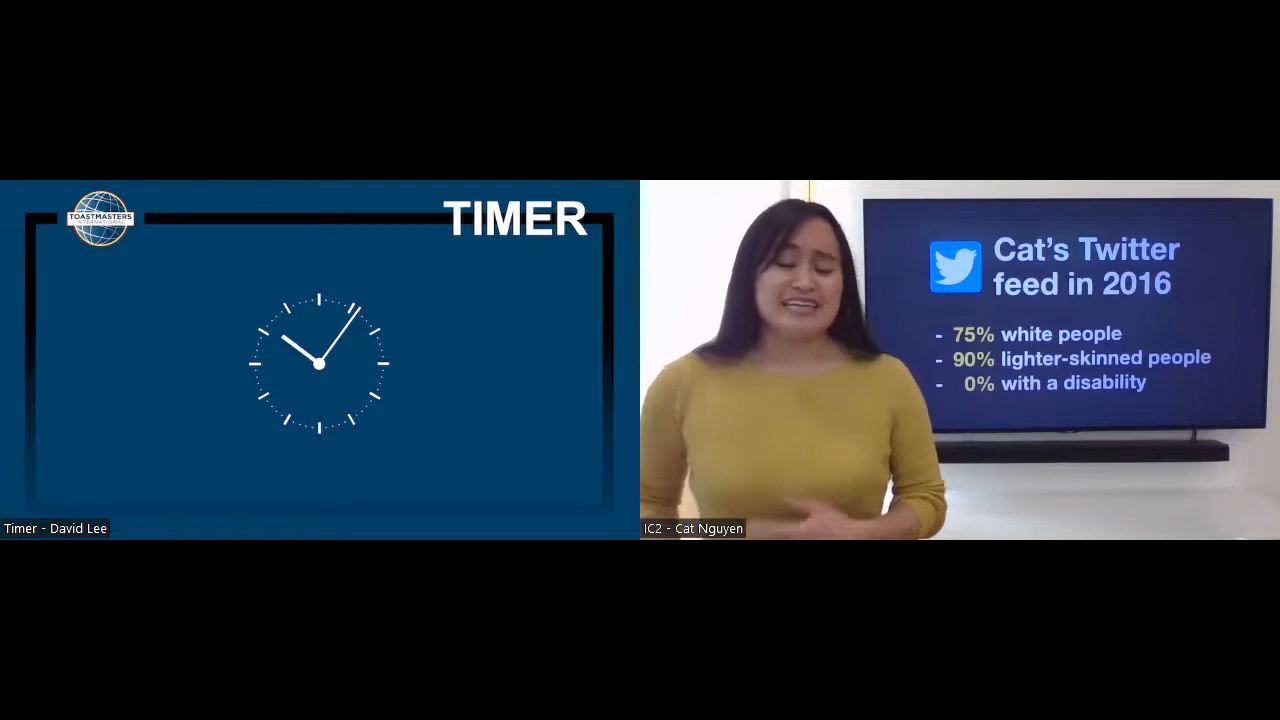 TIMER
TOASTMASTERS
INTERNATIONAL
Timer - David Lee
Cat's Twitter
feed in 2016
- 75% white people
- 90% lighter-skinned people
- 0% with a disability
IC2 - Cat Nguyen